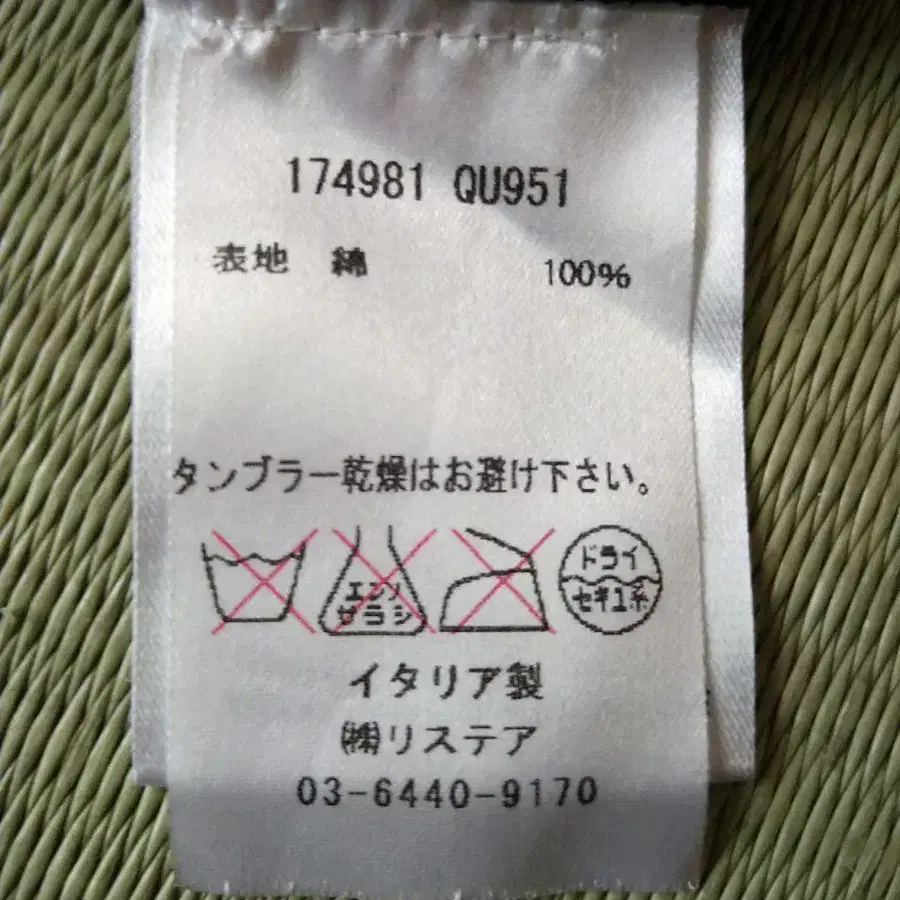 174981 QU951
表地 綿 100%
タンブラー乾燥はお避け下さい。
エンソ
サラシ
ドライ
セキユ系
イタリア製
㈱リステア
03-6440-9170